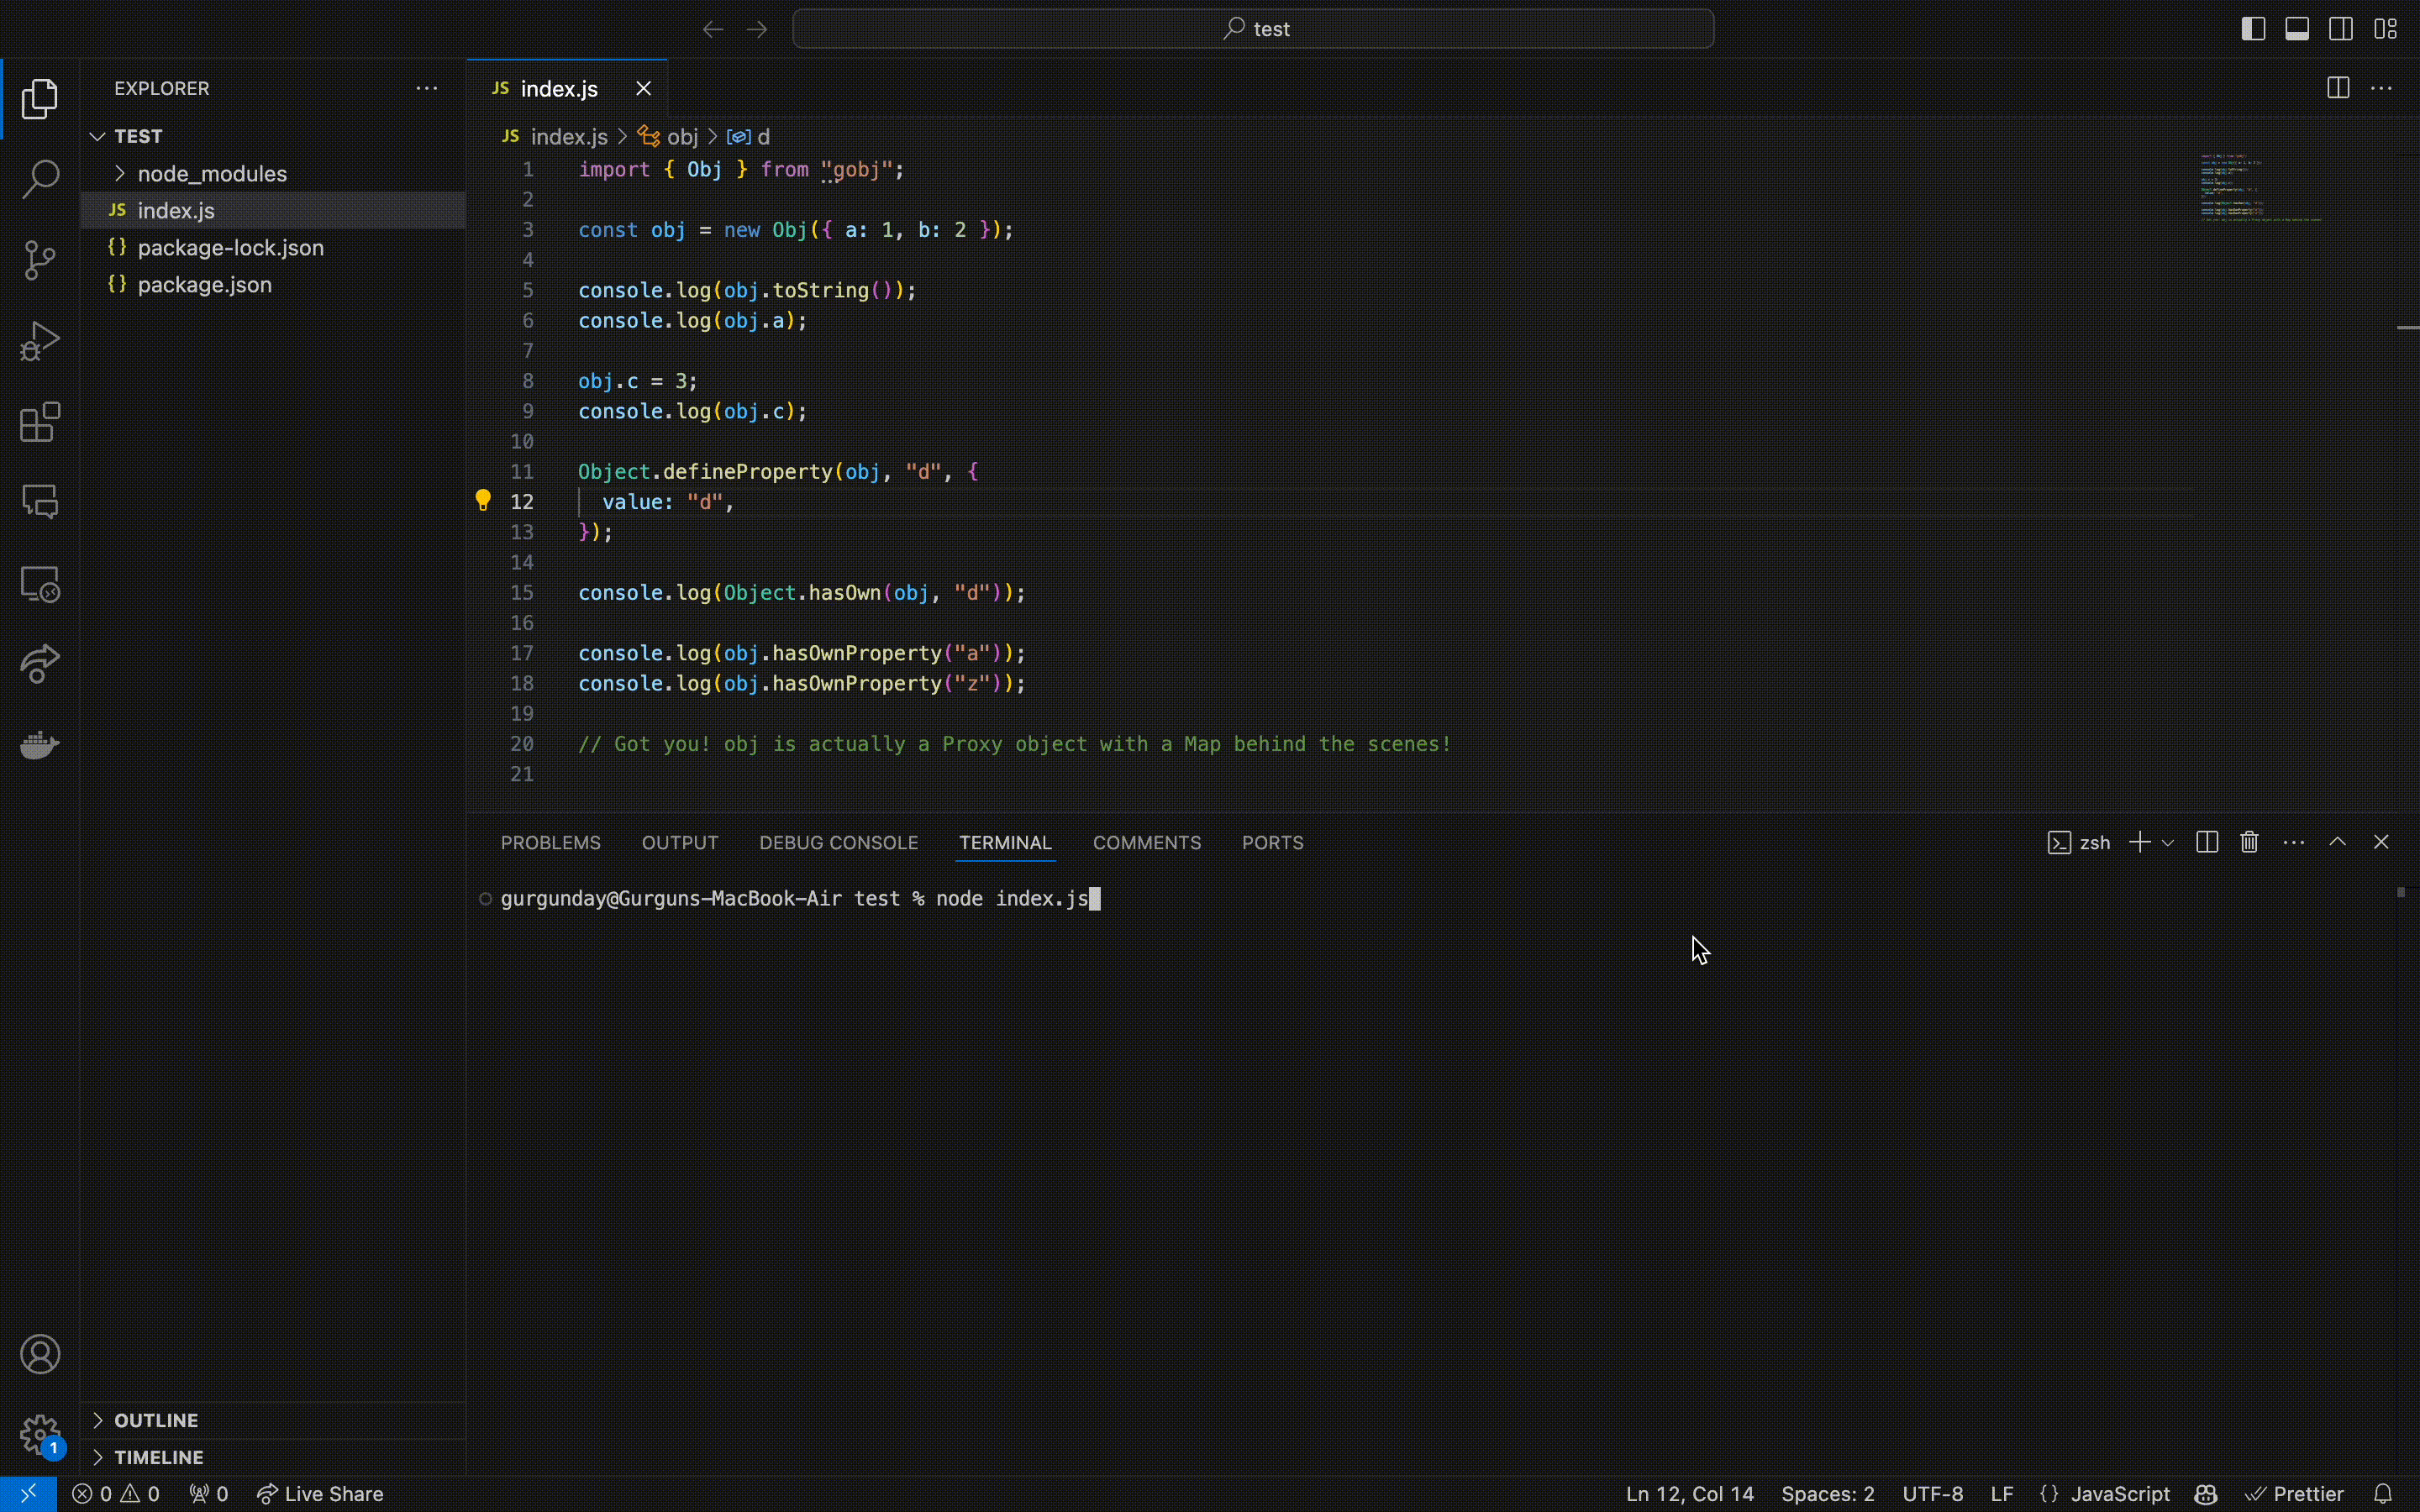 test
EXPLORER
TEST
node_modules
JS index.js
{} package-lock.json
{} package.json
OUTLINE
TIMELINE
JS index.js
JS index.js > obj > d
1 import { Obj } from "gobj";
2
3 const obj = new Obj({ a: 1, b: 2 });
4
5 console.log(obj.toString());
6 console.log(obj.a);
7
8 obj.c = 3;
9 console.log(obj.c);
10
11 Object.defineProperty(obj, "d", {
12   value: "d",
13 });
14
15 console.log(Object.hasOwn(obj, "d"));
16
17 console.log(obj.hasOwnProperty("a"));
18 console.log(obj.hasOwnProperty("z"));
19
20 // Got you! obj is actually a Proxy object with a Map behind the scenes!
21
PROBLEMS OUTPUT DEBUG CONSOLE TERMINAL COMMENTS PORTS zsh
gurgunday@Gurguns-MacBook-Air test % node index.js
1
0 0 0 Live Share Ln 12, Col 14 Spaces: 2 UTF-8 LF {} JavaScript Prettier